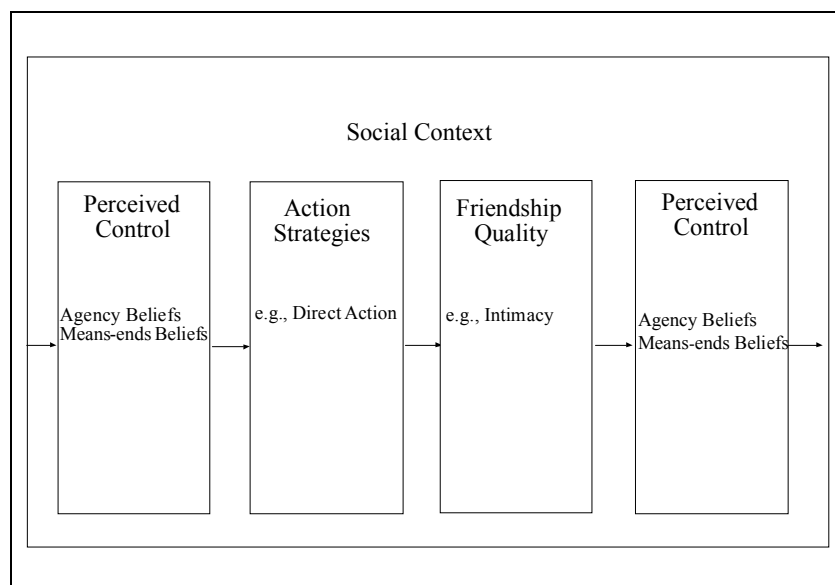 Social Context
Perceived
Control
Agency Beliefs
Means-ends Beliefs
Action
Strategies
e.g., Direct Action
Friendship
Quality
e.g., Intimacy
Perceived
Control
Agency Beliefs
Means-ends Beliefs